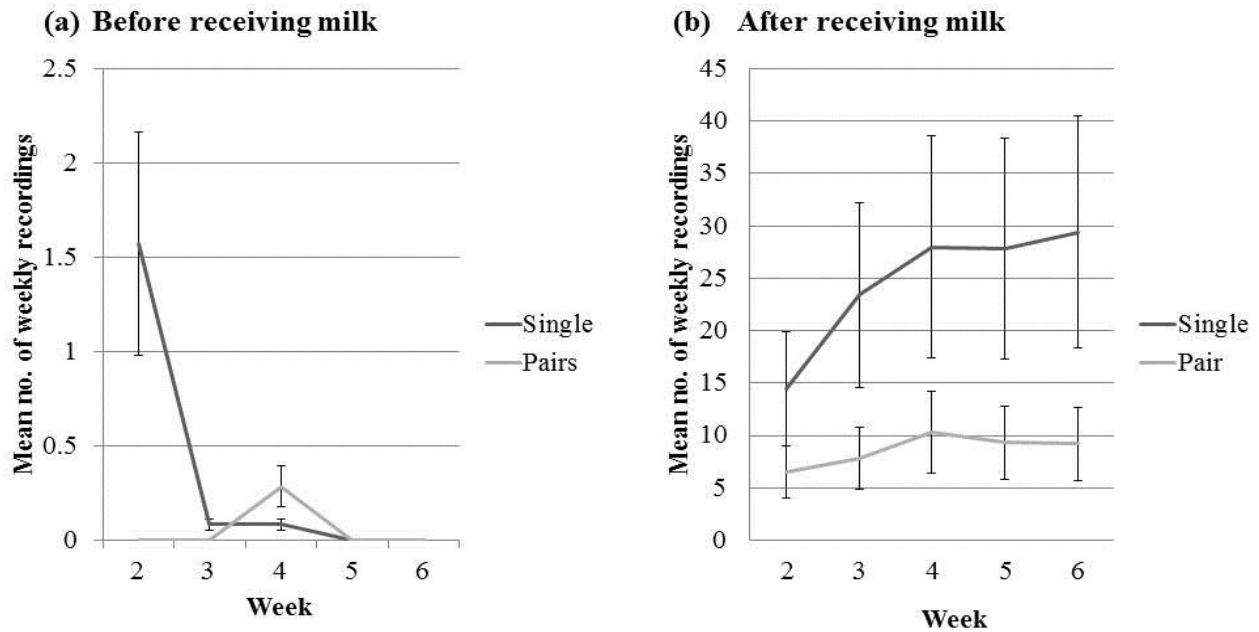 (a) Before receiving milk
Mean no. of weekly recordings
2.5
2
1.5
1
0.5
0
2 3 4 5 6
Week
Single
Pairs
(b) After receiving milk
Mean no. of weekly recordings
45
40
35
30
25
20
15
10
5
0
2 3 4 5 6
Week
Single
Pair